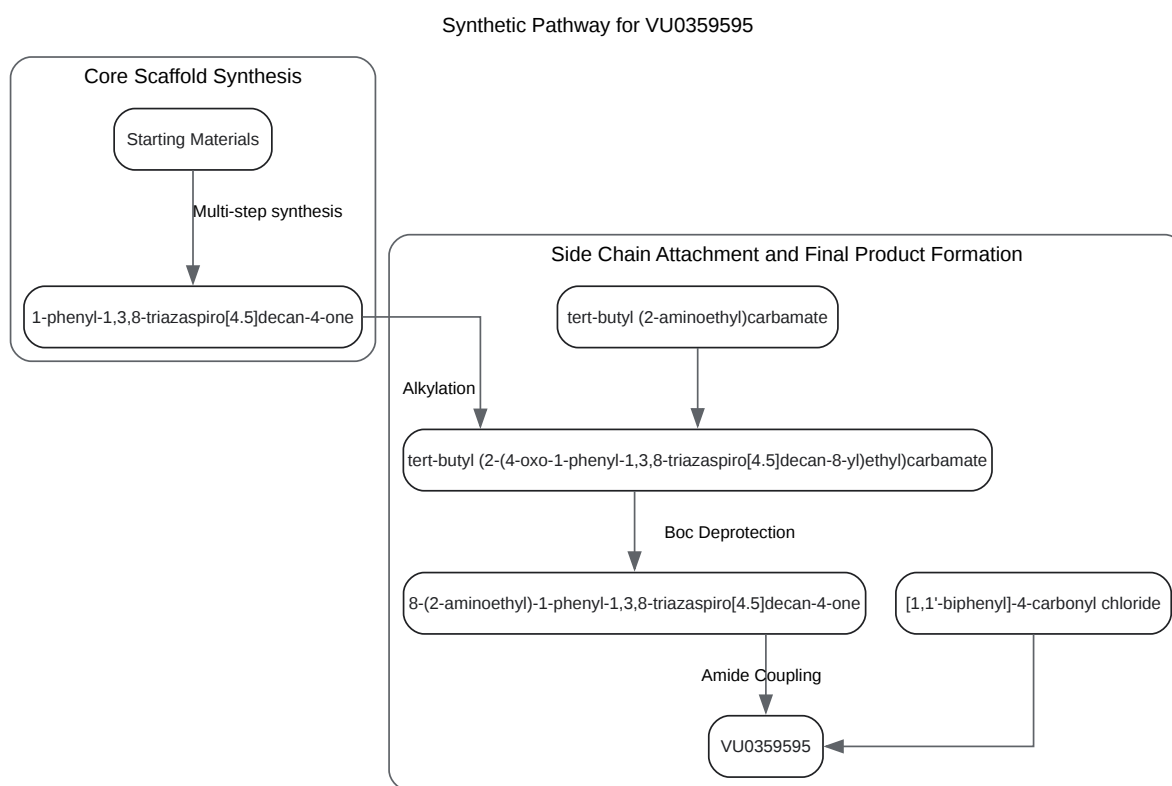 Synthetic Pathway for VU0359595
Core Scaffold Synthesis
Starting Materials
Multi-step synthesis
1-phenyl-1,3,8-triazaspiro[4.5]decan-4-one
Side Chain Attachment and Final Product Formation
tert-butyl (2-aminoethyl)carbamate
Alkylation
tert-butyl (2-(4-oxo-1-phenyl-1,3,8-triazaspiro[4.5]decan-8-yl)ethyl)carbamate
Boc Deprotection
8-(2-aminoethyl)-1-phenyl-1,3,8-triazaspiro[4.5]decan-4-one
[1,1'-biphenyl]-4-carbonyl chloride
Amide Coupling
VU0359595